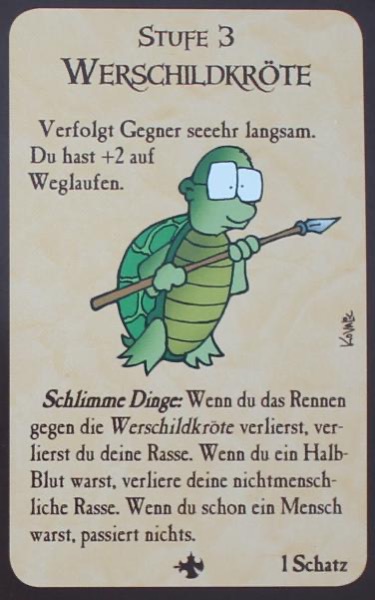 STUFE 3
WERSCHILDKRÖTE
Verfolgt Gegner seeehr langsam.
Du hast +2 auf
Weglaufen.
Kovalic
Schlimme Dinge: Wenn du das Rennen
gegen die Werschildkröte verlierst, ver-
lierst du deine Rasse. Wenn du ein Halb-
Blut warst, verliere deine nichtmensch-
liche Rasse. Wenn du schon ein Mensch
warst, passiert nichts.
1 Schatz